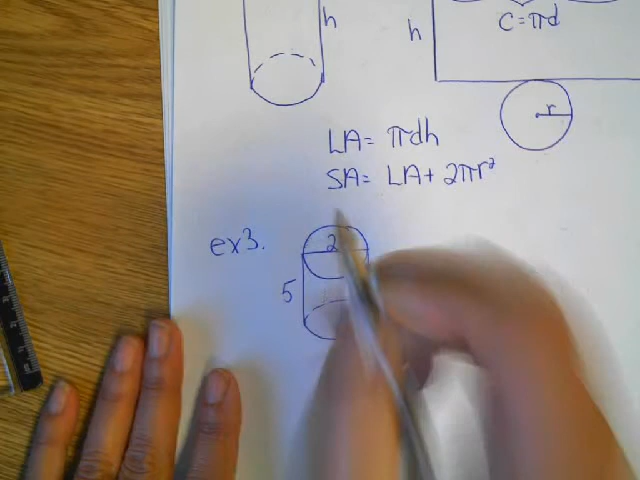 h
h
C=πd
r
LA= πdh
SA= LA+ 2πr²
ex3.
2
5